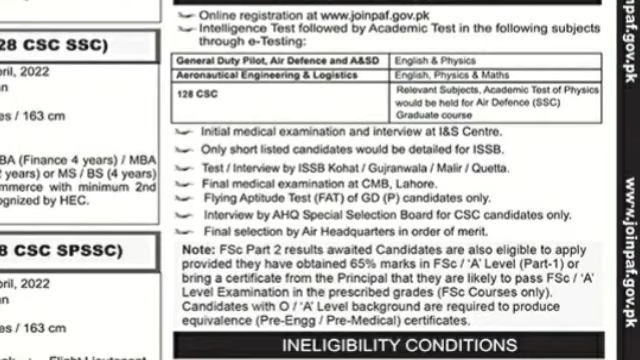 28 CSC SSC)
pril, 2022
an
es / 163 cm
BA (Finance 4 years) / MBA
years) or MS / BS (4 years)
mmerce with minimum 2nd
ognized by HEC.
8 CSC SPSSC)
ril, 2022
n
s / 163 cm
Flight Lieutenant
Online registration at www.joinpaf.gov.pk
Intelligence Test followed by Academic Test in the following subjects
through e-Testing:
General Duty Pilot, Air Defence and A&SD English & Physics
Aeronautical Engineering & Logistics English, Physics & Maths
128 CSC Relevant Subjects, Academic Test of Physics
would be held for Air Defence (SSC)
Graduate course
Initial medical examination and interview at I&S Centre.
Only short listed candidates would be detailed for ISSB.
Test / Interview by ISSB Kohat / Gujranwala / Malir / Quetta.
Final medical examination at CMB, Lahore.
Flying Aptitude Test (FAT) of GD (P) candidates only.
Interview by AHQ Special Selection Board for CSC candidates only.
Final selection by Air Headquarters in order of merit.
Note: FSc Part 2 results awaited Candidates are also eligible to apply
provided they have obtained 65% marks in FSc / 'A' Level (Part-1) or
bring a certificate from the Principal that they are likely to pass FSc / 'A'
Level Examination in the prescribed grades (FSc Courses only).
Candidates with O / 'A' Level background are required to produce
equivalence (Pre-Engg / Pre-Medical) certificates.
INELIGIBILITY CONDITIONS
inpaf.gov.pk
www.joinpaf.gov.pk